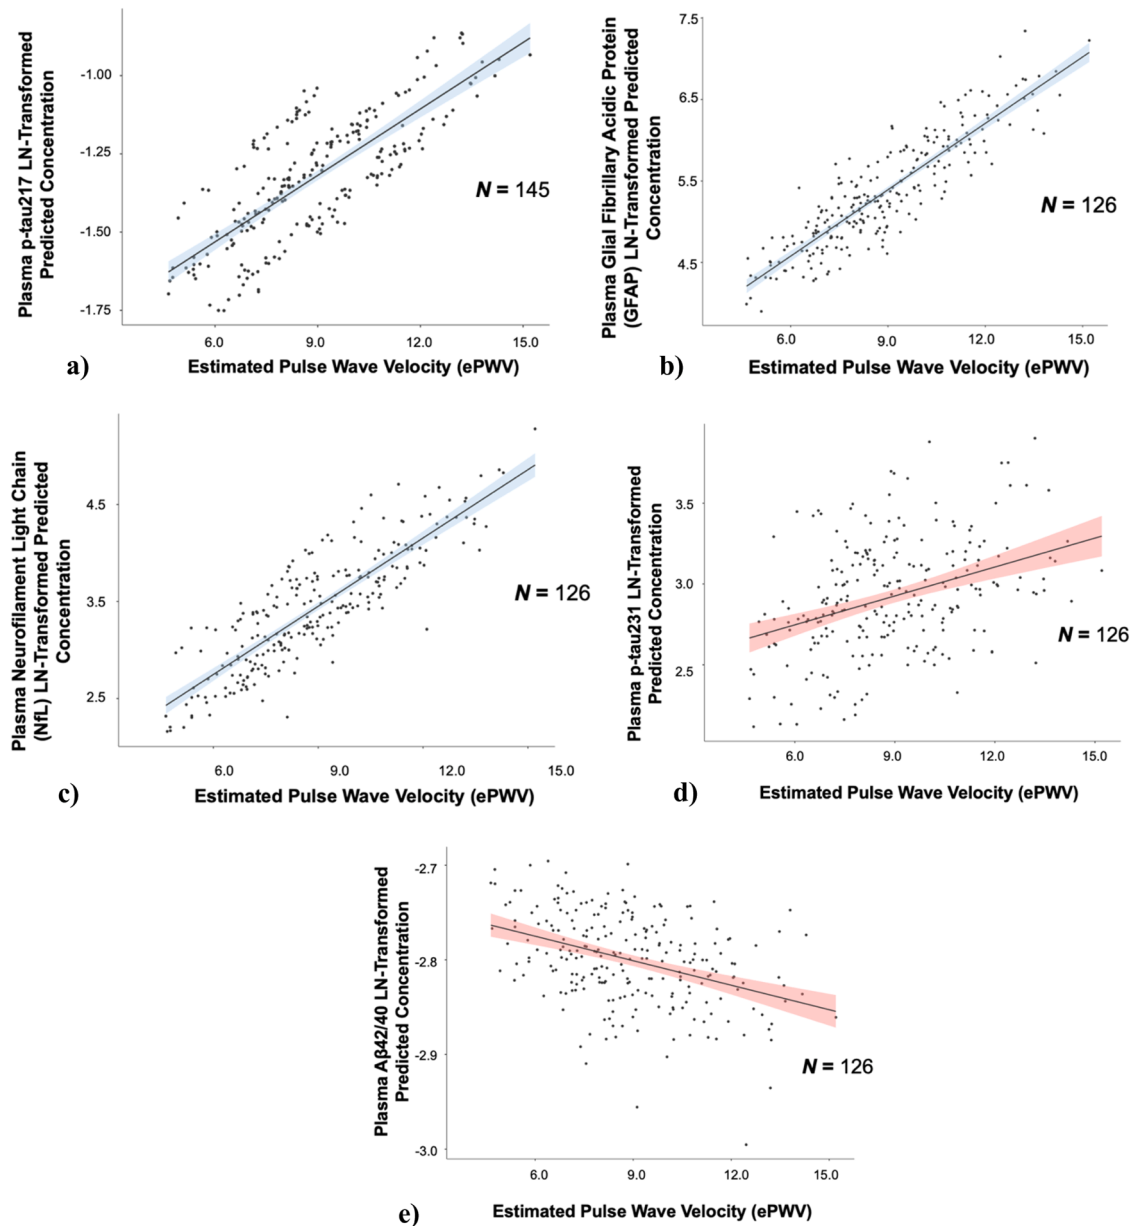 Plasma p-tau217 LN-Transformed
Predicted Concentration
-1.00
-1.25
-1.50
-1.75
N = 145
6.0 9.0 12.0 15.0
Estimated Pulse Wave Velocity (ePWV)
a)
Plasma Glial Fibrillary Acidic Protein
(GFAP) LN-Transformed Predicted
Concentration
7.5
6.5
5.5
4.5
N = 126
6.0 9.0 12.0 15.0
Estimated Pulse Wave Velocity (ePWV)
b)
Plasma Neurofilament Light Chain
(NfL) LN-Transformed Predicted
Concentration
4.5
3.5
2.5
N = 126
6.0 9.0 12.0 15.0
Estimated Pulse Wave Velocity (ePWV)
c)
Plasma p-tau231 LN-Transformed
Predicted Concentration
3.5
3.0
2.5
N = 126
6.0 9.0 12.0 15.0
Estimated Pulse Wave Velocity (ePWV)
d)
Plasma Aβ42/40 LN-Transformed
Predicted Concentration
-2.7
-2.8
-2.9
-3.0
N = 126
6.0 9.0 12.0 15.0
Estimated Pulse Wave Velocity (ePWV)
e)